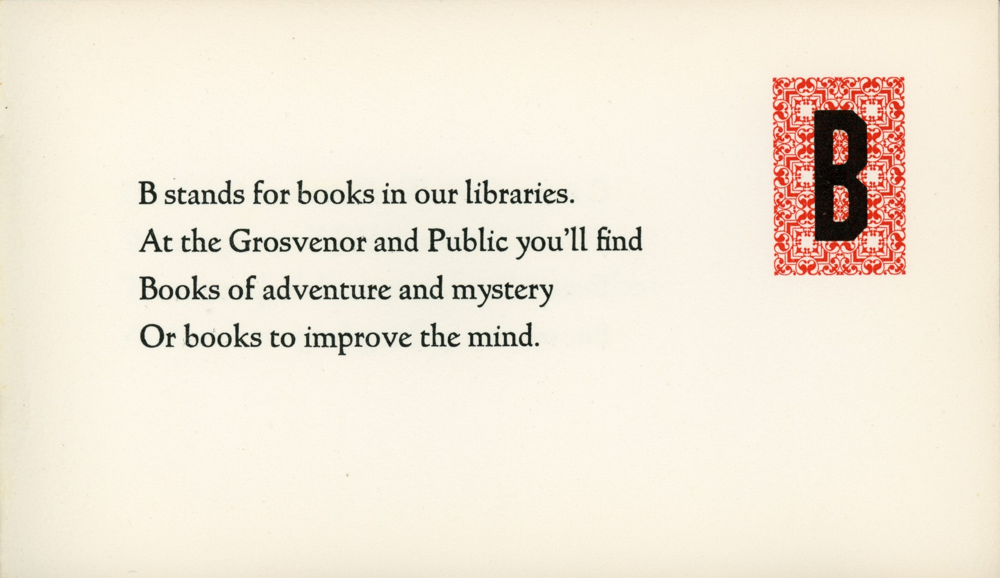 B
B stands for books in our libraries.
At the Grosvenor and Public you'll find
Books of adventure and mystery
Or books to improve the mind.